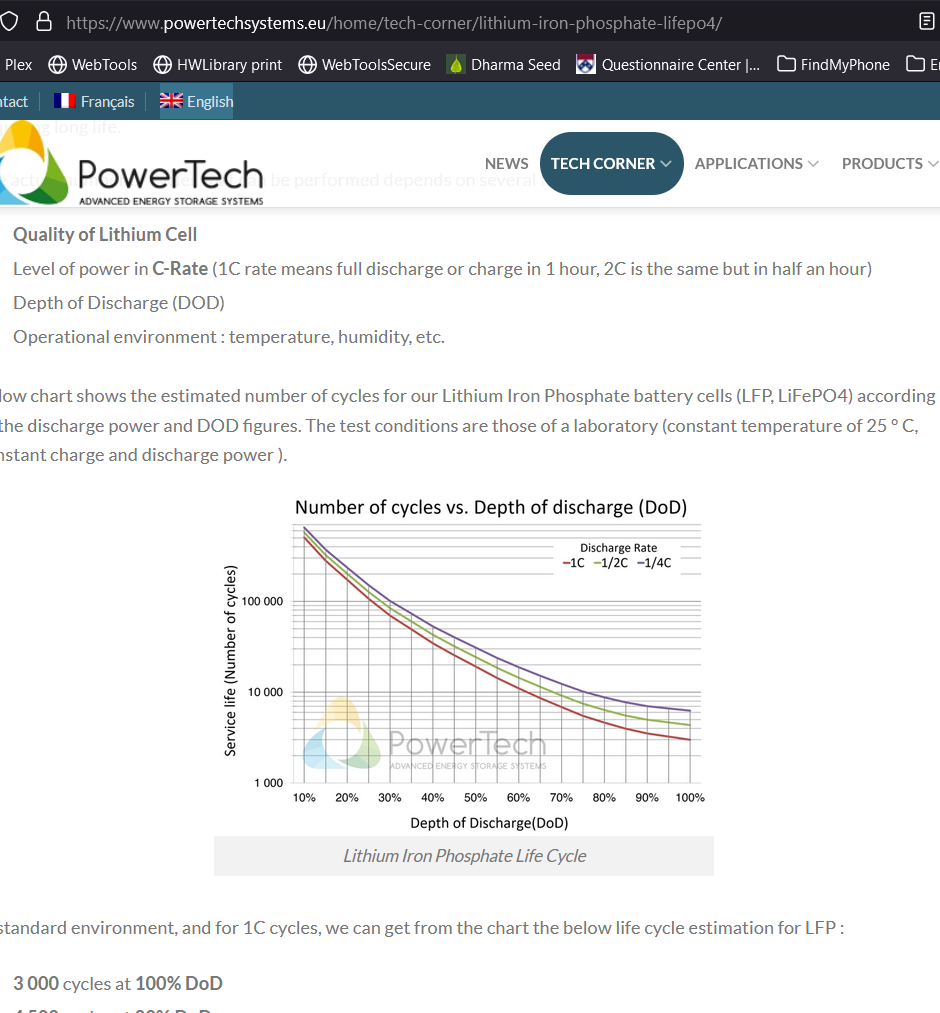 https://www.powertechsystems.eu/home/tech-corner/lithium-iron-phosphate-lifepo4/
Plex WebTools HWLibrary print WebToolsSecure Dharma Seed Questionnaire Center |... FindMyPhone
ntact Français English
long life.
PowerTech
ADVANCED ENERGY STORAGE SYSTEMS
NEWS TECH CORNER APPLICATIONS PRODUCTS
be performed depends on several
Quality of Lithium Cell
Level of power in C-Rate (1C rate means full discharge or charge in 1 hour, 2C is the same but in half an hour)
Depth of Discharge (DOD)
Operational environment : temperature, humidity, etc.
low chart shows the estimated number of cycles for our Lithium Iron Phosphate battery cells (LFP, LiFePO4) according
the discharge power and DOD figures. The test conditions are those of a laboratory (constant temperature of 25 ° C,
nstant charge and discharge power ).
Number of cycles vs. Depth of discharge (DoD)
Discharge Rate
1C 1/2C 1/4C
Service life (Number of cycles)
100 000
10 000
1 000
PowerTech
ADVANCED ENERGY STORAGE SYSTEMS
10% 20% 30% 40% 50% 60% 70% 80% 90% 100%
Depth of Discharge(DoD)
Lithium Iron Phosphate Life Cycle
standard environment, and for 1C cycles, we can get from the chart the below life cycle estimation for LFP :
3 000 cycles at 100% DoD